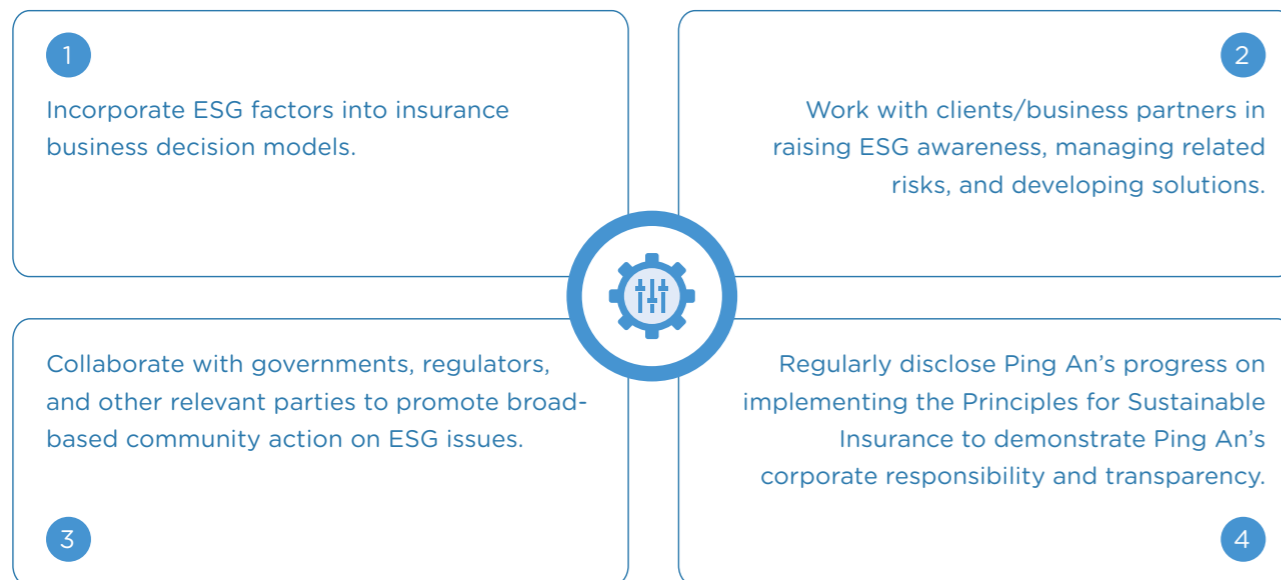 1
Incorporate ESG factors into insurance
business decision models.
2
Work with clients/business partners in
raising ESG awareness, managing related
risks, and developing solutions.
Collaborate with governments, regulators,
and other relevant parties to promote broad-
based community action on ESG issues.
3
Regularly disclose Ping An’s progress on
implementing the Principles for Sustainable
Insurance to demonstrate Ping An’s
corporate responsibility and transparency.
4